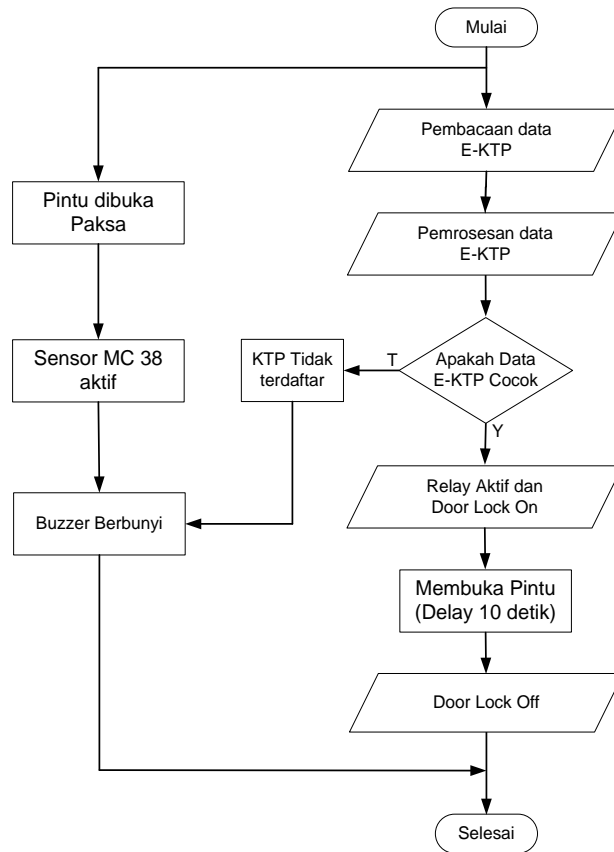 Mulai
Pembacaan data
E-KTP
Pintu dibuka
Paksa
Pemrosesan data
E-KTP
Sensor MC 38
aktif
KTP Tidak
terdaftar
T
Apakah Data
E-KTP Cocok
Y
Buzzer Berbunyi
Relay Aktif dan
Door Lock On
Membuka Pintu
(Delay 10 detik)
Door Lock Off
Selesai